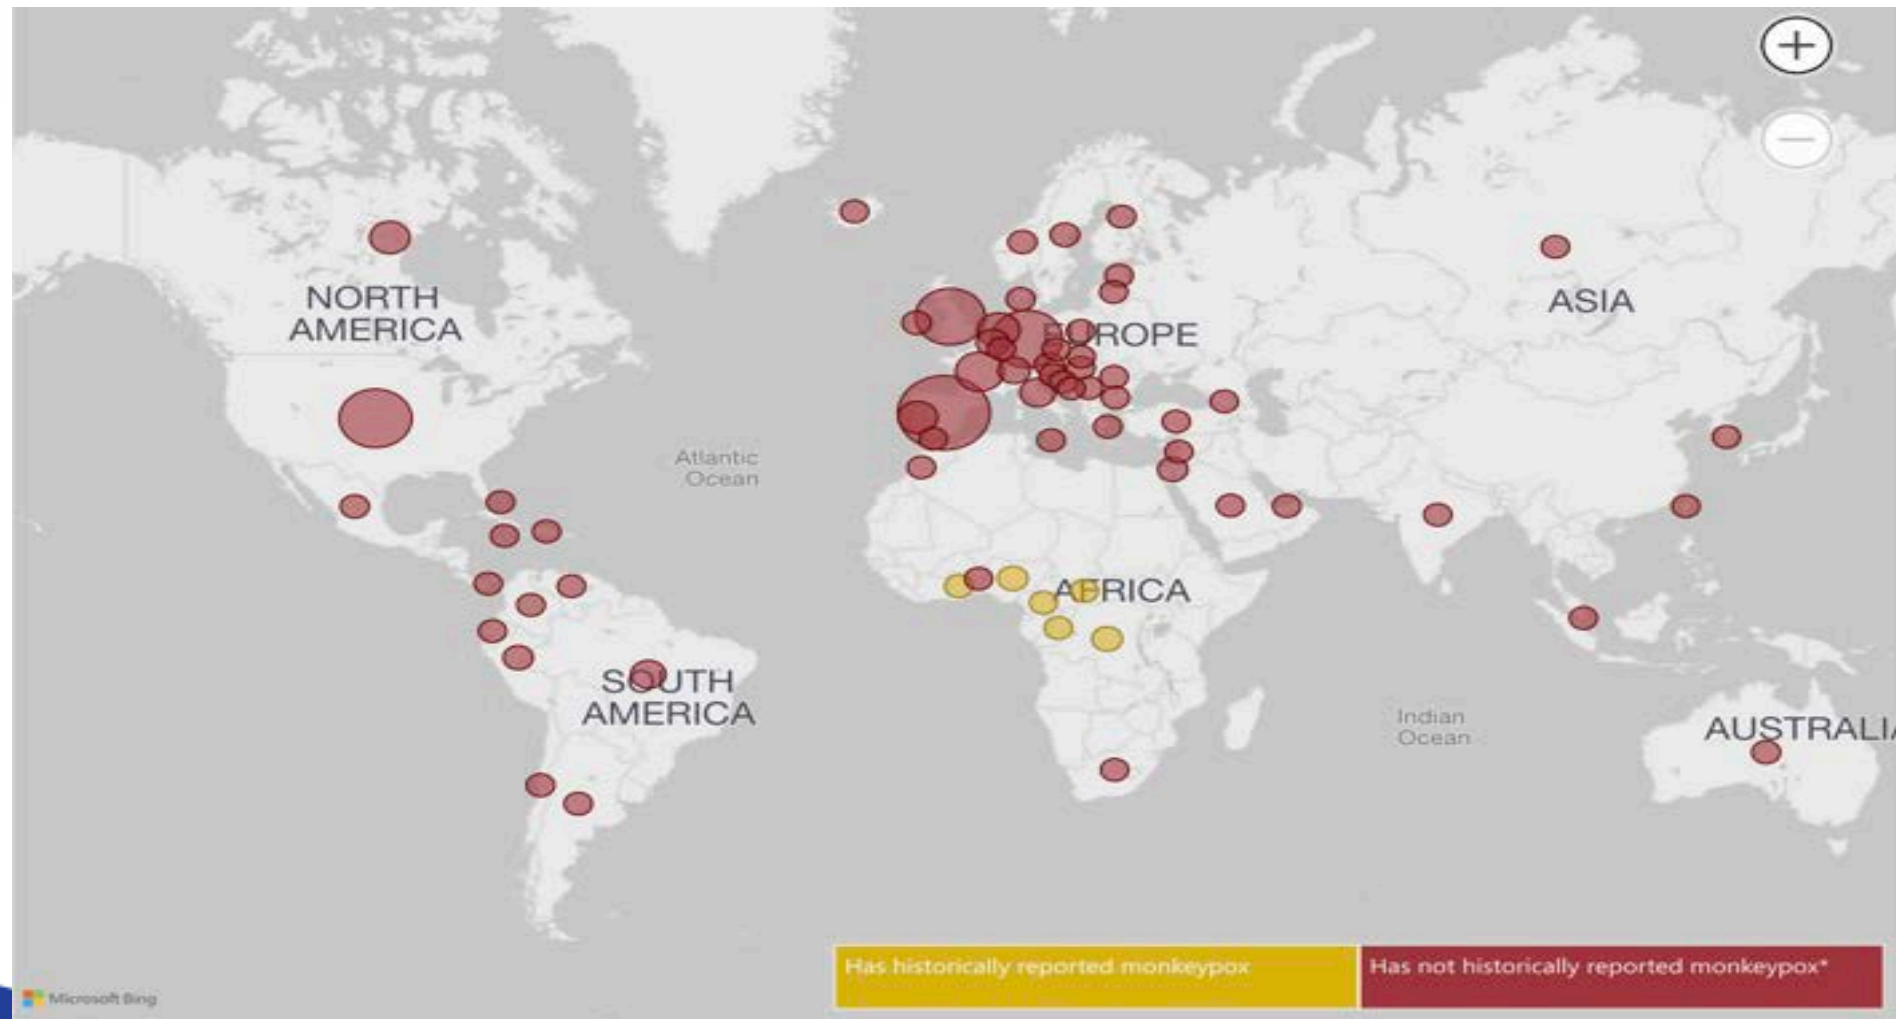 NORTH
AMERICA
ASIA
EUROPE
Atlantic
Ocean
AFRICA
SOUTH
AMERICA
Indian
Ocean
AUSTRALIA
Has historically reported monkeypox
Has not historically reported monkeypox*
Microsoft Bing